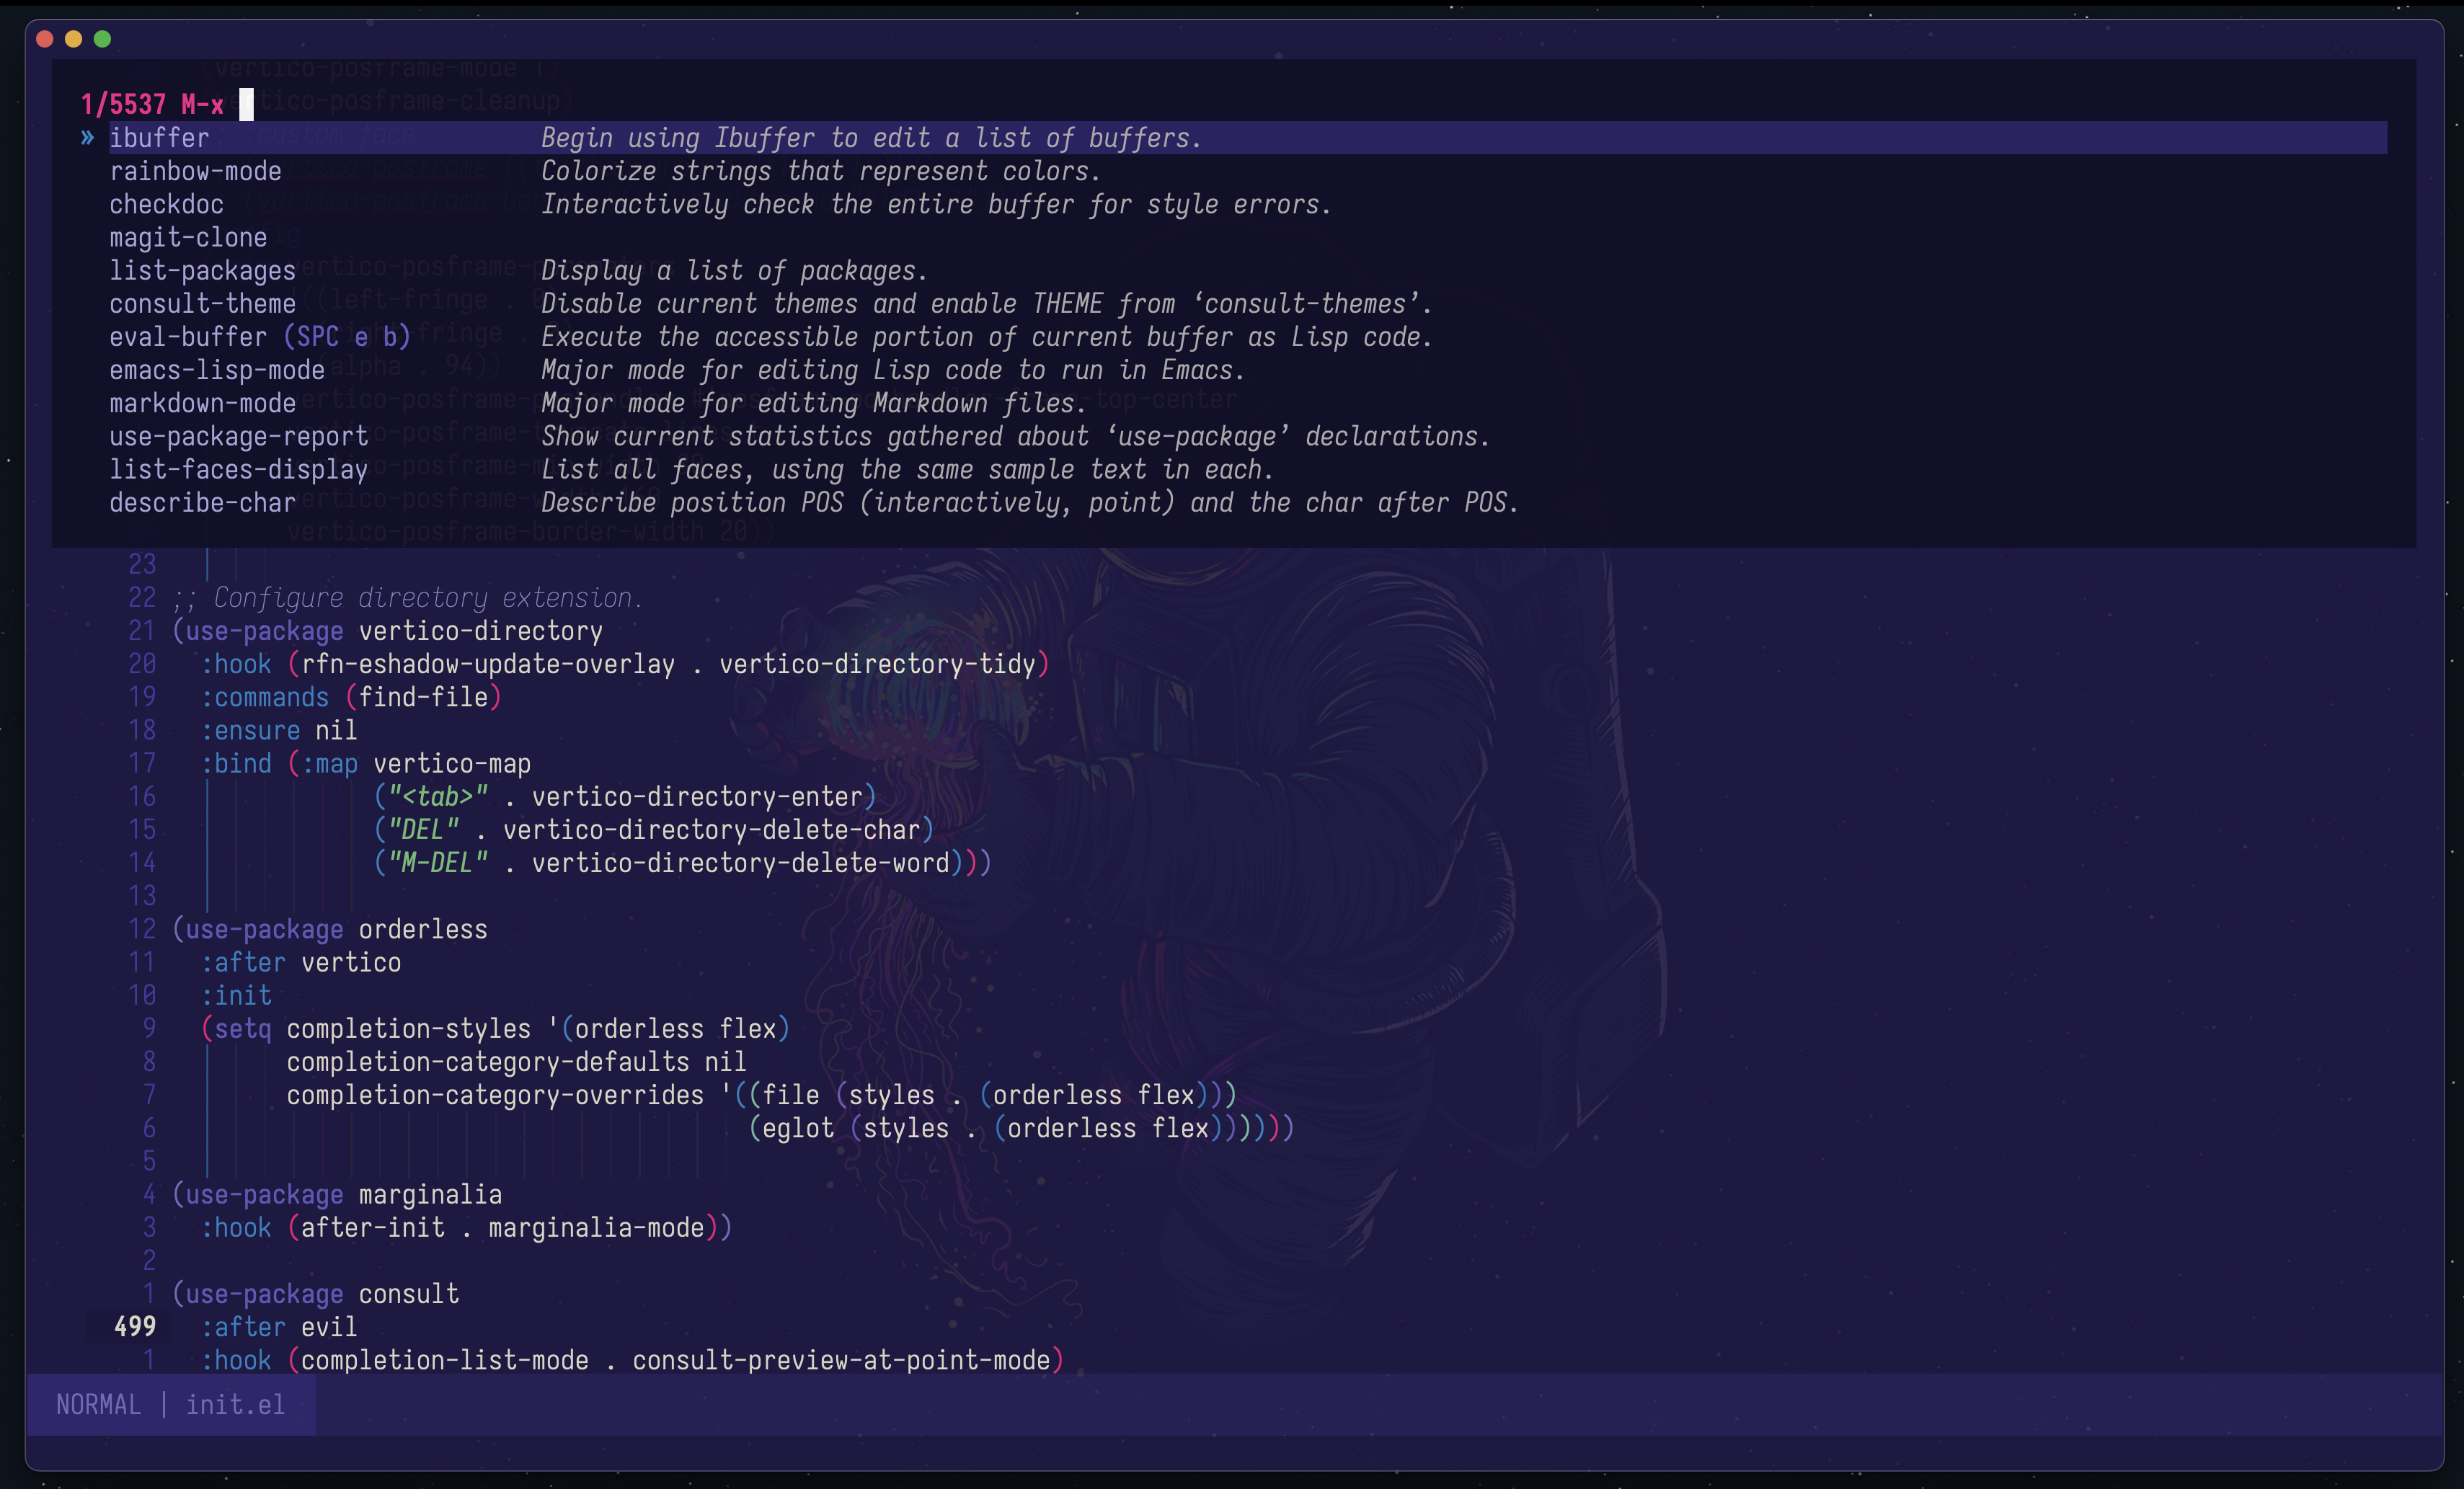 1/5537 M-x
» ibuffer Begin using Ibuffer to edit a list of buffers.
rainbow-mode Colorize strings that represent colors.
checkdoc Interactively check the entire buffer for style errors.
magit-clone
list-packages Display a list of packages.
consult-theme Disable current themes and enable THEME from ‘consult-themes’.
eval-buffer (SPC e b) Execute the accessible portion of current buffer as Lisp code.
emacs-lisp-mode Major mode for editing Lisp code to run in Emacs.
markdown-mode Major mode for editing Markdown files.
use-package-report Show current statistics gathered about ‘use-package’ declarations.
list-faces-display List all faces, using the same sample text in each.
describe-char Describe position POS (interactively, point) and the char after POS.
vertico-posframe-border-width 20))
23
22 ;; Configure directory extension.
21 (use-package vertico-directory
20 :hook (rfn-eshadow-update-overlay . vertico-directory-tidy)
19 :commands (find-file)
18 :ensure nil
17 :bind (:map vertico-map
16 ("<tab>" . vertico-directory-enter)
15 ("DEL" . vertico-directory-delete-char)
14 ("M-DEL" . vertico-directory-delete-word)))
13
12 (use-package orderless
11 :after vertico
10 :init
9 (setq completion-styles '(orderless flex)
8 completion-category-defaults nil
7 completion-category-overrides '((file (styles . (orderless flex)))
6 (eglot (styles . (orderless flex))))))
5
4 (use-package marginalia
3 :hook (after-init . marginalia-mode))
2
1 (use-package consult
499 :after evil
1 :hook (completion-list-mode . consult-preview-at-point-mode)
NORMAL | init.el